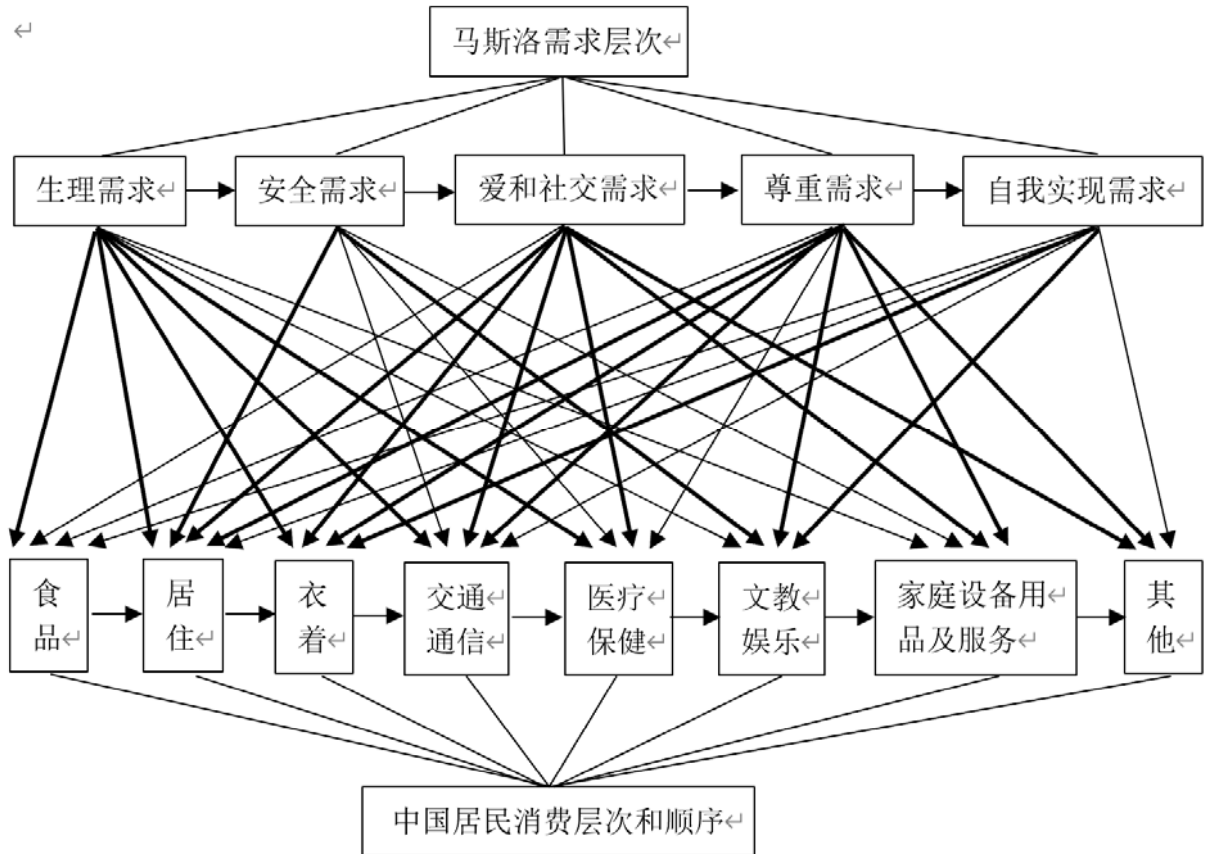 马斯洛需求层次
生理需求
安全需求
爱和社交需求
尊重需求
自我实现需求
食
品
居
住
衣
着
交通
通信
医疗
保健
文教
娱乐
家庭设备用
品及服务
其
他
中国居民消费层次和顺序